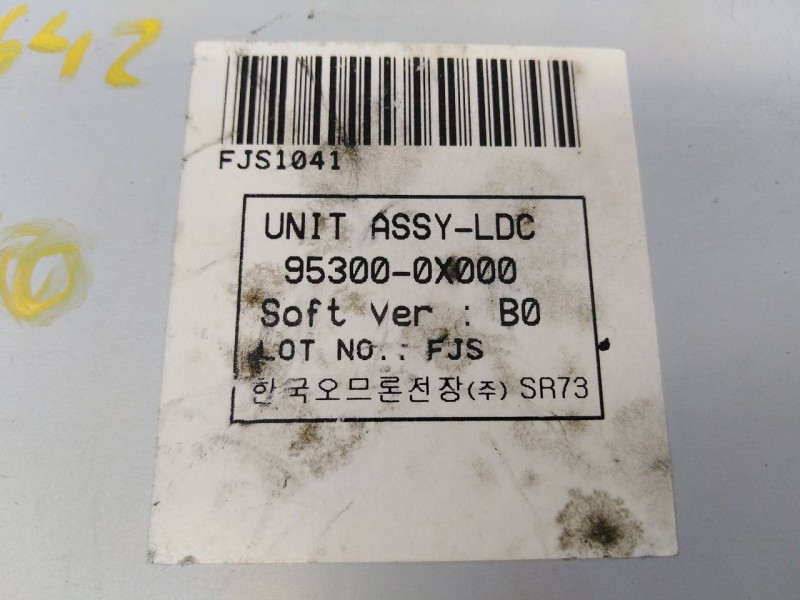 642
FJS1041
UNIT ASSY-LDC
95300-0X000
Soft Ver : B0
LOT NO.: FJS
한국오므론전장(주) SR73